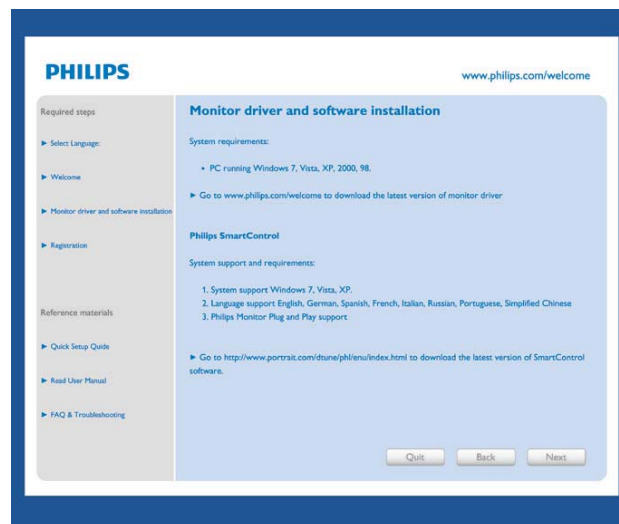 PHILIPS
www.philips.com/welcome
Required steps
► Select Language:
► Welcome
► Monitor driver and software installation
► Registration
Reference materials
► Quick Setup Quide
► Read User Manual
► FAQ & Troubleshooting
Monitor driver and software installation
System requirements:
• PC running Windows 7, Vista, XP, 2000, 98.
► Go to www.philips.com/welcome to download the latest version of monitor driver
Philips SmartControl
System support and requirements:
1. System support Windows 7, Vista, XP.
2. Language support English, German, Spanish, French, Italian, Russian, Portuguese, Simplified Chinese
3. Philips Monitor Plug and Play support
► Go to http://www.portrait.com/dtune/phl/enu/index.html to download the latest version of SmartControl
software.
Quit Back Next